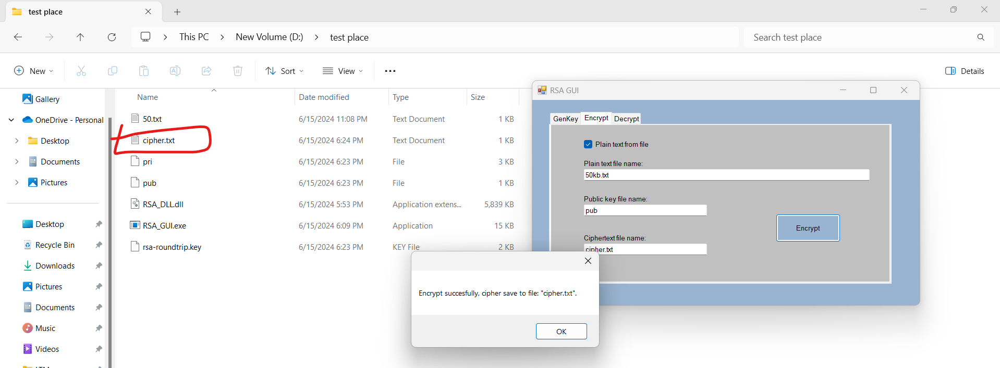 test place
This PC > New Volume (D:) > test place
Search test place
New
Sort
View
Details
Gallery
OneDrive - Personal
Desktop
Documents
Pictures
Desktop
Recycle Bin
Downloads
Pictures
Documents
Music
Videos
Name Date modified Type Size
50.txt 6/15/2024 11:08 PM Text Document 1 KB
cipher.txt 6/15/2024 6:24 PM Text Document 1 KB
pri 6/15/2024 6:23 PM File 3 KB
pub 6/15/2024 6:23 PM File 1 KB
RSA_DLL.dll 6/15/2024 5:53 PM Application extens... 5,839 KB
RSA_GUI.exe 6/15/2024 6:09 PM Application 15 KB
rsa-roundtrip.key 6/15/2024 6:23 PM KEY File 2 KB
RSA GUI
GenKey Encrypt Decrypt
Plain text from file
Plain text file name:
50kb.txt
Public key file name:
pub
Encrypt
Ciphertext file name:
cipher.txt
Encrypt succesfully, cipher save to file: "cipher.txt".
OK